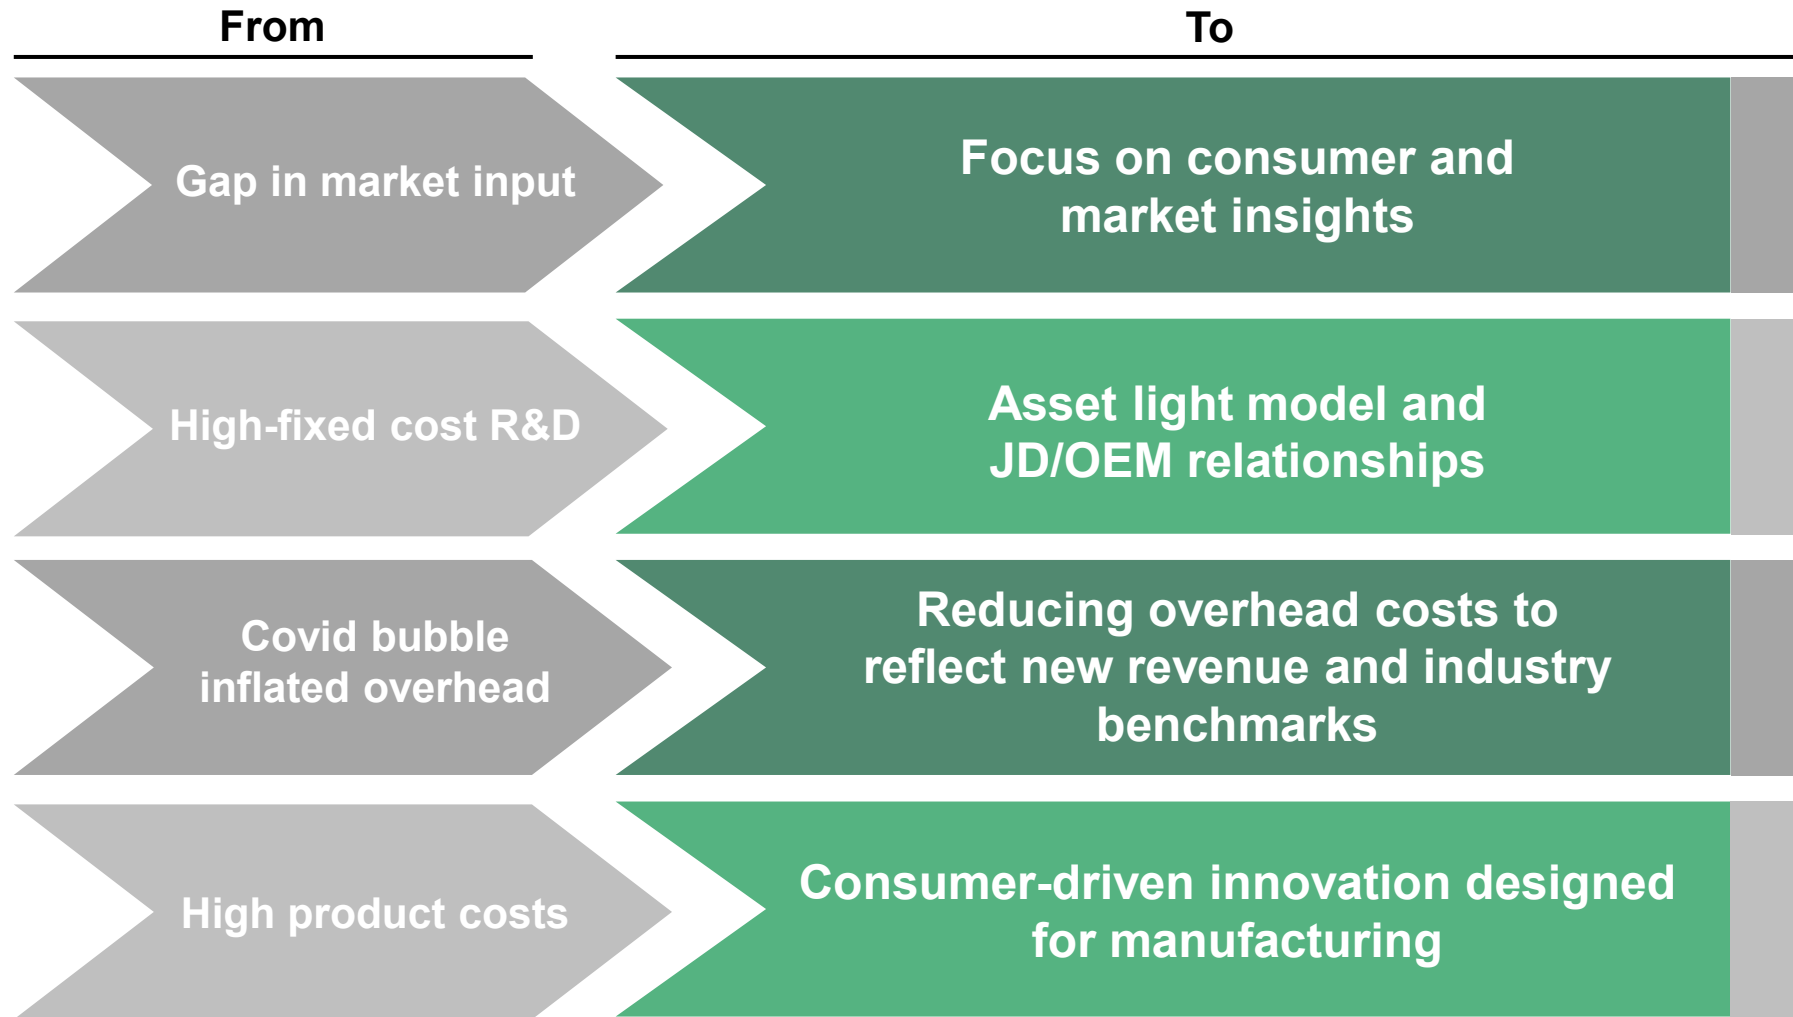 From
To
Gap in market input
Focus on consumer and
market insights
High-fixed cost R&D
Asset light model and
JD/OEM relationships
Covid bubble
inflated overhead
Reducing overhead costs to
reflect new revenue and industry
benchmarks
High product costs
Consumer-driven innovation designed
for manufacturing